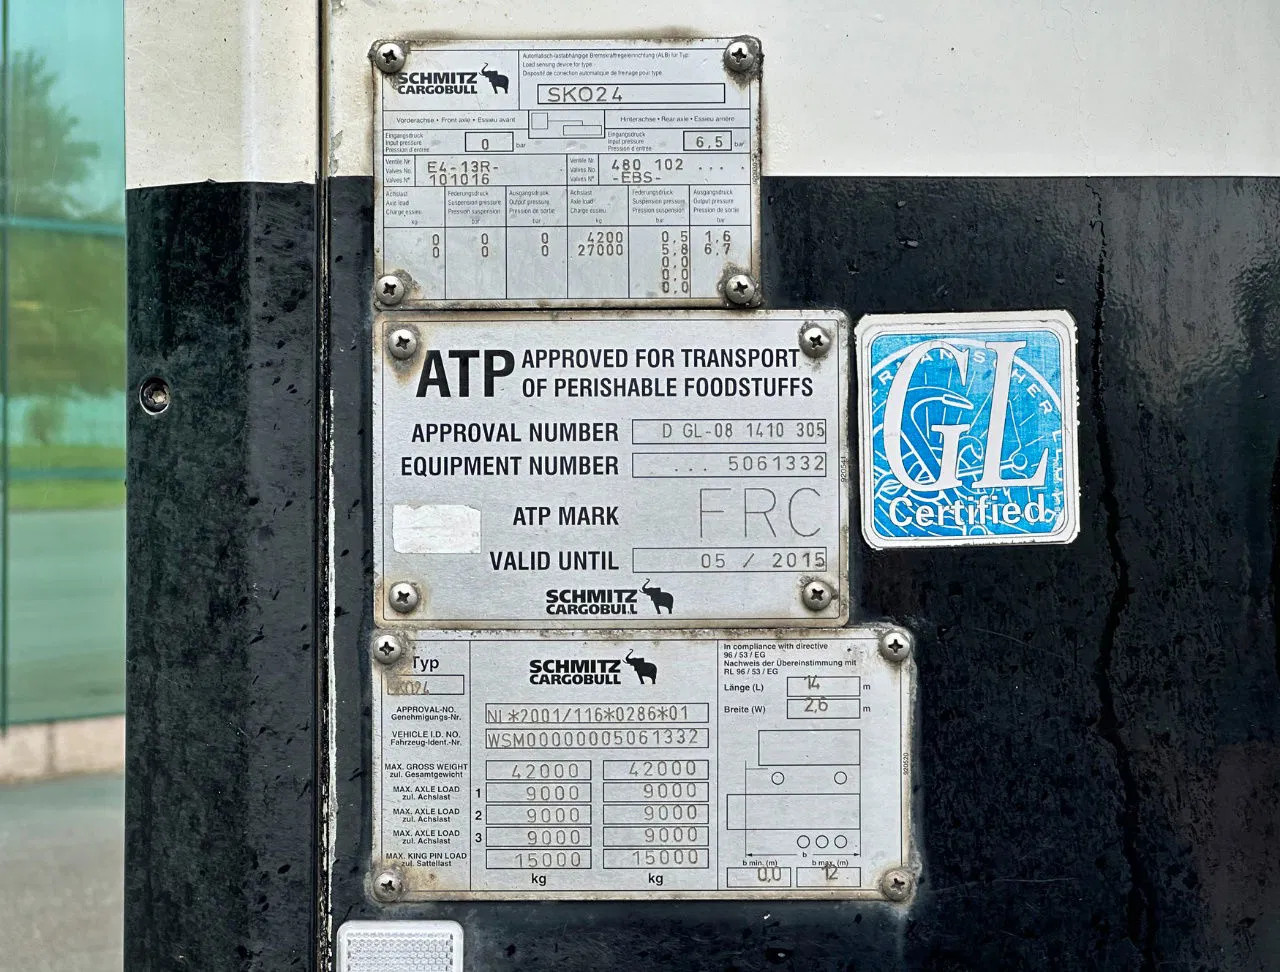 SCHMITZ
CARGOBULL
Automatisch-lastabhängige Bremskraftregeleinrichtung (ALB) für Typ:
Load sensing device for type
Dispositif de correction automatique de freinage pour type
SKO24
Vorderachse • Front axle • Essieu avant
Hinterachse • Rear axle • Essieu arrière
Eingangsdruck
Input pressure
Pression d'entrée
0 bar
Eingangsdruck
Input pressure
Pression d'entrée
6,5 bar
Ventile Nr.
Valves No.
Valves N°
E4-13R-
101016
Ventile Nr.
Valves No.
Valves N°
480 102 ...
-EBS-
Achslast
Axle load
Charge essieu
kg
Federungsdruck
Suspension pressure
Pression suspension
bar
Ausgangsdruck
Output pressure
Pression de sortie
bar
Achslast
Axle load
Charge essieu
kg
Federungsdruck
Suspension pressure
Pression suspension
bar
Ausgangsdruck
Output pressure
Pression de sortie
bar
0 0 0 4200 0,5 1,6
0 0 0 27000 5,8 6,7
0,0
0,0
0,0
ATP APPROVED FOR TRANSPORT
OF PERISHABLE FOODSTUFFS
APPROVAL NUMBER D GL-08 1410 305
EQUIPMENT NUMBER ... 5061332
ATP MARK FRC
VALID UNTIL 05 / 2015
SCHMITZ
CARGOBULL
GL
Certified
Typ
SKO24
SCHMITZ
CARGOBULL
APPROVAL-NO.
Genehmigungs-Nr.
NL*2001/116*0286*01
VEHICLE I.D. NO.
Fahrzeug-Ident.-Nr.
WSM00000005061332
MAX. GROSS WEIGHT
zul. Gesamtgewicht
42000 42000
MAX. AXLE LOAD
zul. Achslast
1 9000 9000
MAX. AXLE LOAD
zul. Achslast
2 9000 9000
MAX. AXLE LOAD
zul. Achslast
3 9000 9000
MAX. KING PIN LOAD
zul. Sattellast
15000 15000
kg kg
In compliance with directive
96 / 53 / EG
Nachweis der Übereinstimmung mit
RL 96 / 53 / EG
Länge (L) 14 m
Breite (W) 2,6 m
b
b min. (m) b max. (m)
0,0 12